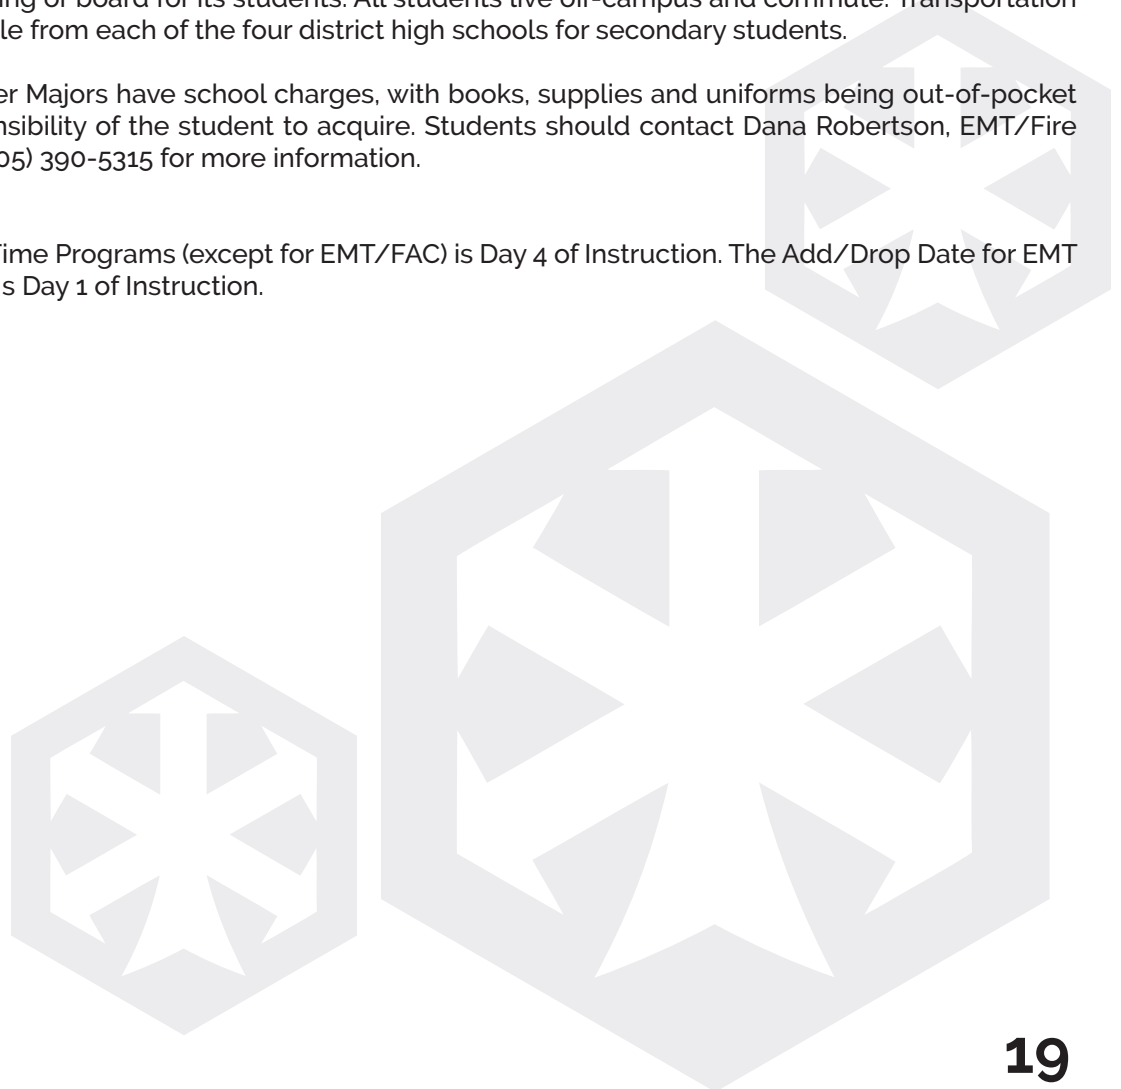 ing or board for its students. All students live off-campus and commute. Transportation
le from each of the four district high schools for secondary students.
er Majors have school charges, with books, supplies and uniforms being out-of-pocket
nsibility of the student to acquire. Students should contact Dana Robertson, EMT/Fire
05) 390-5315 for more information.
Time Programs (except for EMT/FAC) is Day 4 of Instruction. The Add/Drop Date for EMT
is Day 1 of Instruction.
19